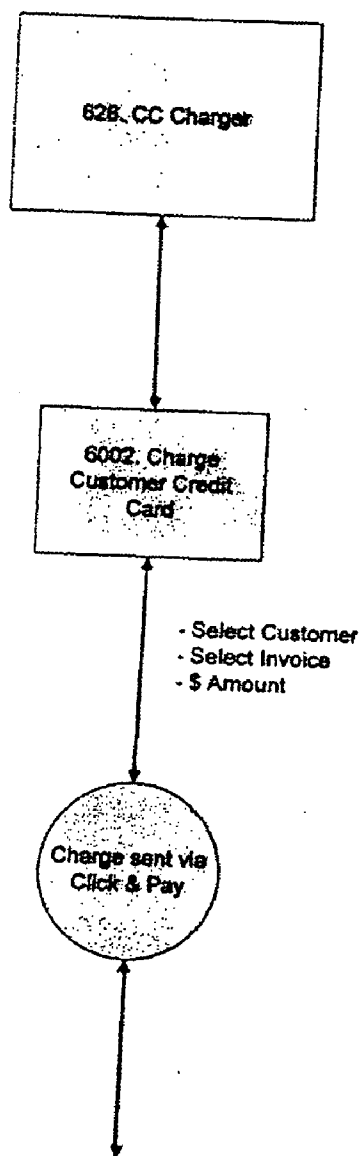 628. CC Charger
6002. Charge
Customer Credit
Card
- Select Customer
- Select Invoice
- $ Amount
Charge sent via
Click & Pay